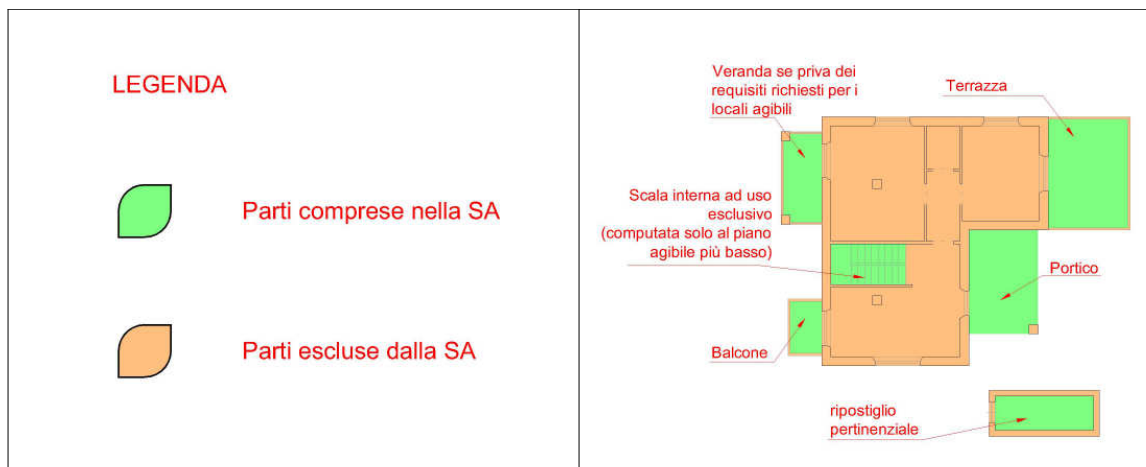 LEGENDA
Parti comprese nella SA
Parti escluse dalla SA
Veranda se priva dei
requisiti richiesti per i
locali agibili
Terrazza
Scala interna ad uso
esclusivo
(computata solo al piano
agibile più basso)
Portico
Balcone
ripostiglio
pertinenziale